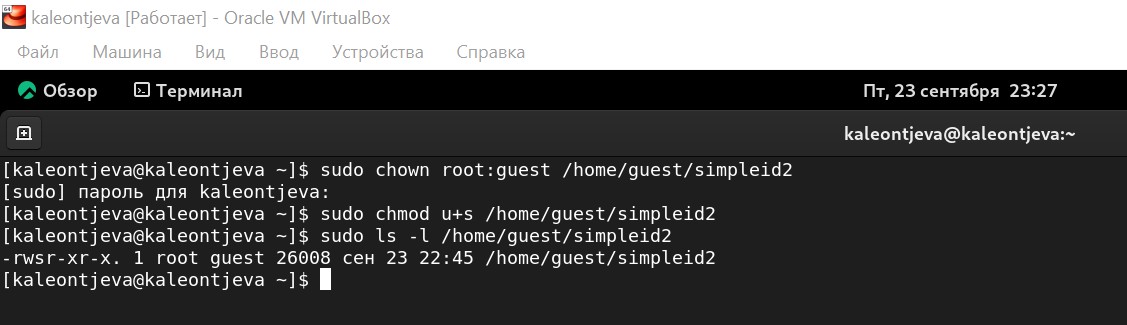 kaleontjeva [Работает] - Oracle VM VirtualBox
Файл Машина Вид Ввод Устройства Справка
Обзор Терминал Пт, 23 сентября 23:27
kaleontjeva@kaleontjeva:~
[kaleontjeva@kaleontjeva ~]$ sudo chown root:guest /home/guest/simpleid2
[sudo] пароль для kaleontjeva:
[kaleontjeva@kaleontjeva ~]$ sudo chmod u+s /home/guest/simpleid2
[kaleontjeva@kaleontjeva ~]$ sudo ls -l /home/guest/simpleid2
-rwsr-xr-x. 1 root guest 26008 сен 23 22:45 /home/guest/simpleid2
[kaleontjeva@kaleontjeva ~]$